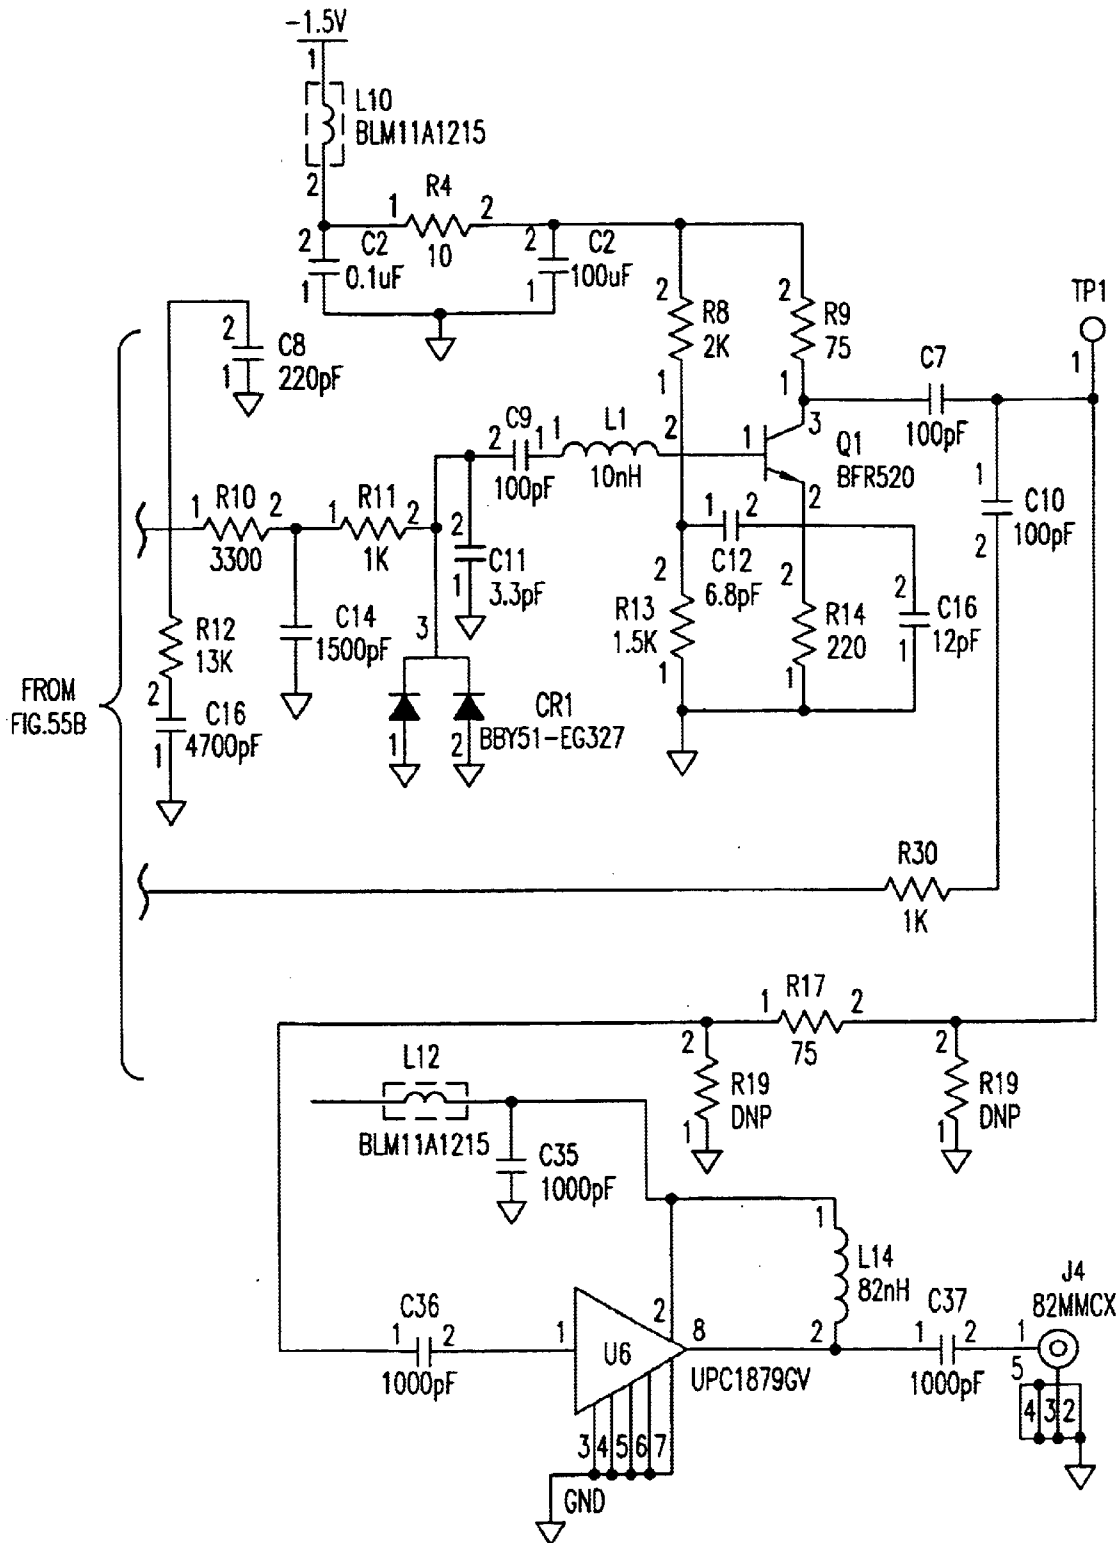 -1.5V
1
L10
BLM11A1215
2
1 R4 2
10
2 C2
0.1uF
1
2 C2
100uF
1
2 R8
2K
1
2 R9
75
1
TP1
1
2 C8
1 220pF
C7
100pF
2 C9 1
100pF
1 L1 2
10nH
1 3
Q1
BFR520
2
1
C10
100pF
2
1 R10 2
3300
1 R11 2
1K
2
C11
1 3.3pF
1 2
C12
6.8pF
2
R13
1.5K
1
2
R14
220
1
2
C16
12pF
1
C14
1500pF
3
R12
13K
2 C16
1 4700pF
CR1
BBY51-EG327
1 2
FROM
FIG.55B
R30
1K
1 R17 2
75
2
R19
DNP
1
2
R19
DNP
1
L12
BLM11A1215
C35
1000pF
1
L14
82nH
2
C36
1 2
1000pF
1 U6 2 8
UPC1879GV
3 4 5 6 7
GND
C37
1 2
1000pF
J4
82MMCX
1
5
4 3 2